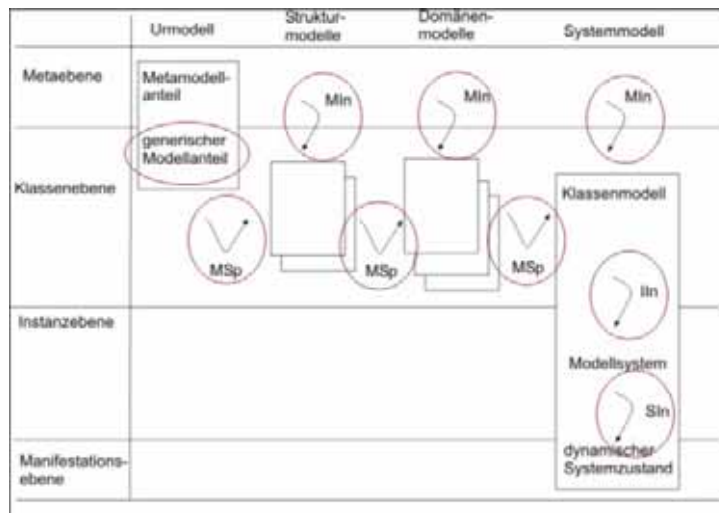 Urmodell
Struktur-
modelle
Domänen-
modelle
Systemmodell
Metaebene
Metamodell-
anteil
MIn
MIn
MIn
generischer
Modellanteil
Klassenebene
Klassenmodell
MSp
MSp
MSp
IIn
Instanzebene
Modellsystem
SIn
Manifestations-
ebene
dynamischer
Systemzustand